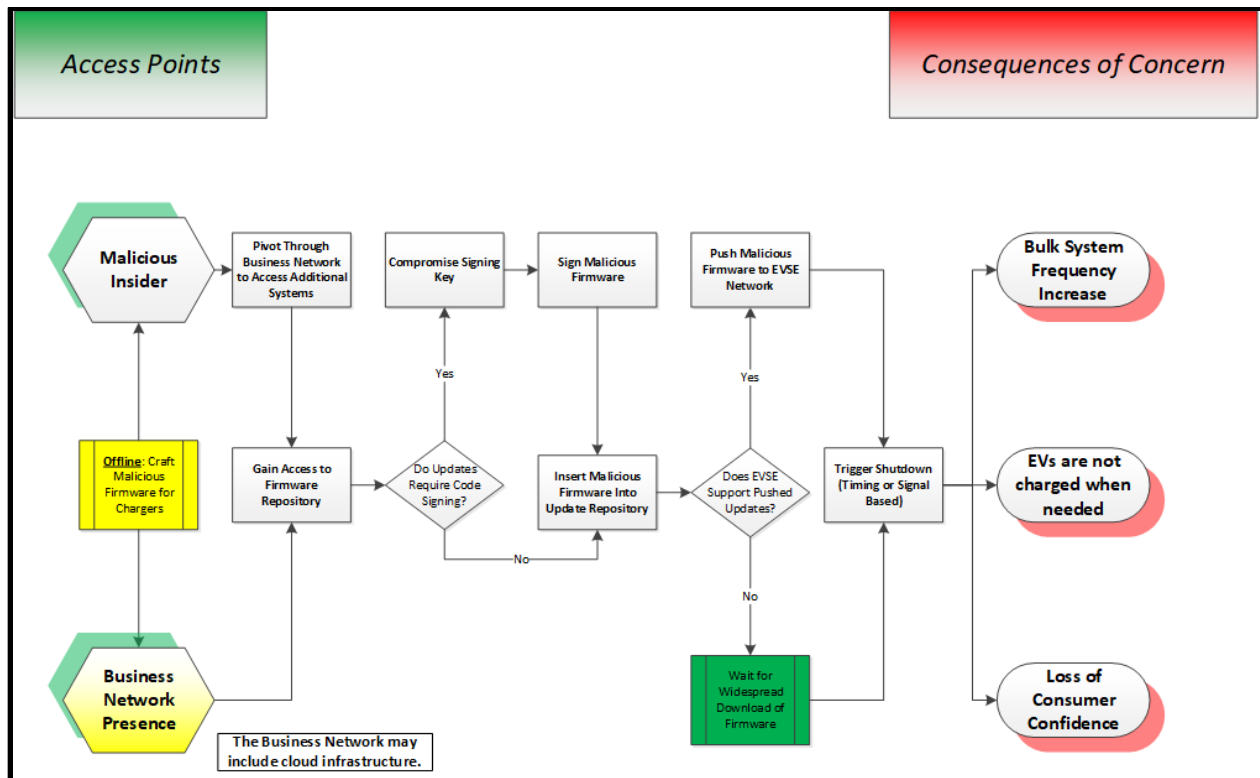 Access Points
Consequences of Concern
Malicious
Insider
Pivot Through
Business Network
to Access Additional
Systems
Compromise Signing
Key
Sign Malicious
Firmware
Push Malicious
Firmware to EVSE
Network
Bulk System
Frequency
Increase
Yes
Yes
Offline: Craft
Malicious
Firmware for
Chargers
Gain Access to
Firmware
Repository
Do Updates
Require Code
Signing?
Insert Malicious
Firmware Into
Update Repository
Does EVSE
Support Pushed
Updates?
Trigger Shutdown
(Timing or Signal
Based)
EVs are not
charged when
needed
No
No
Business
Network
Presence
Wait for
Widespread
Download of
Firmware
Loss of
Consumer
Confidence
The Business Network may
include cloud infrastructure.